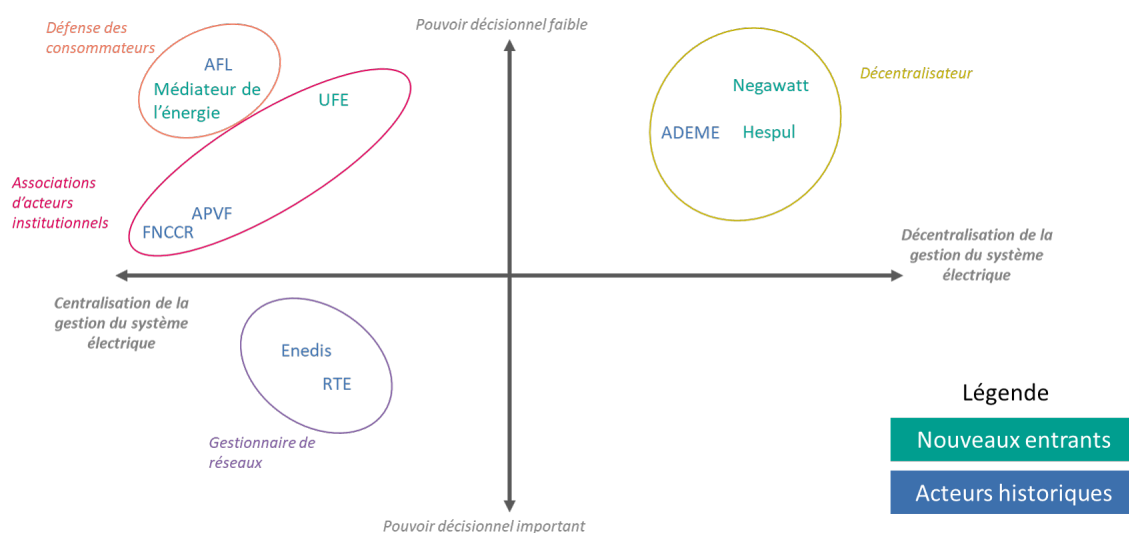 Pouvoir décisionnel faible
Défense des
consommateurs
AFL
Médiateur de
l'énergie
UFE
Décentralisateur
Negawatt
ADEME
Hespul
Associations
d'acteurs
institutionnels
APVF
FNCCR
Décentralisation de la
gestion du système
électrique
Centralisation de la
gestion du système
électrique
Enedis
RTE
Gestionnaire de
réseaux
Légende
Nouveaux entrants
Acteurs historiques
Pouvoir décisionnel important